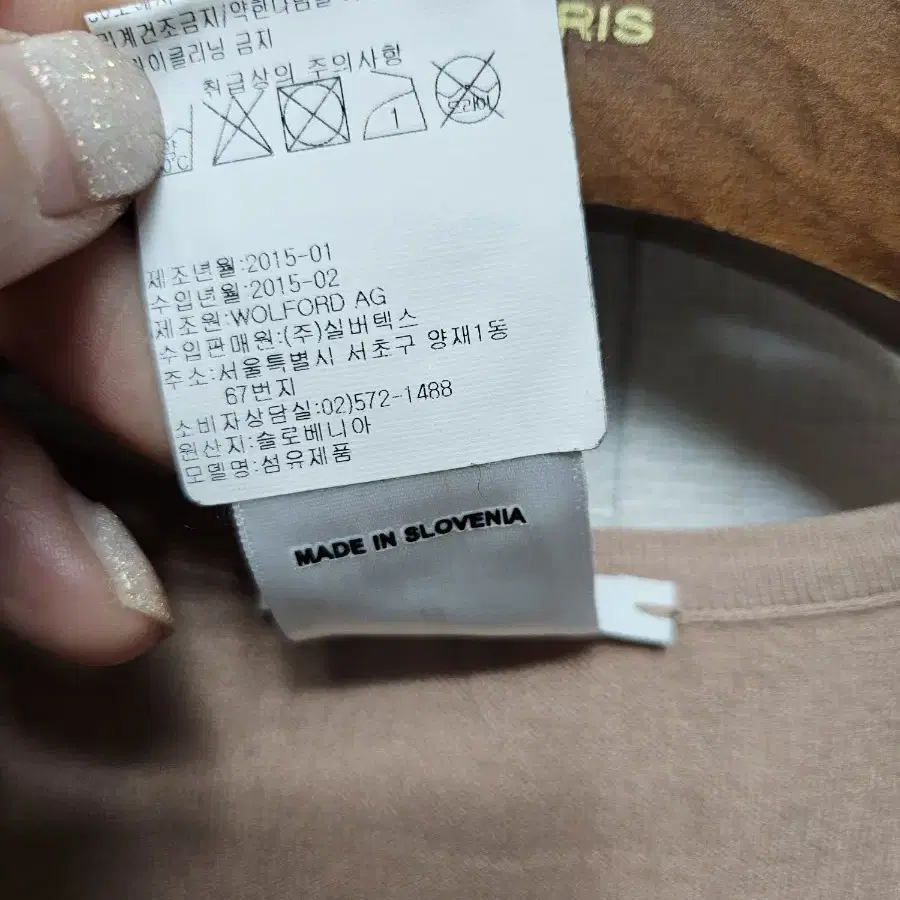 리계건조금지/약한다림질
이클리닝 금지
취급상의 주의사항
1
드라이
제조년월:2015-01
수입년월:2015-02
제조원:WOLFORD AG
수입판매원:(주)실버텍스
주소:서울특별시 서초구 양재1동
67번지
소비자상담실:02)572-1488
원산지:슬로베니아
모델명:섬유제품
MADE IN SLOVENIA
RIS